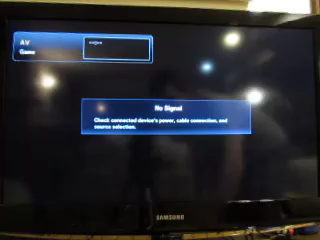 AV
Game
No Signal
Check connected device's power, cable connection, and
source selection.
SAMSUNG